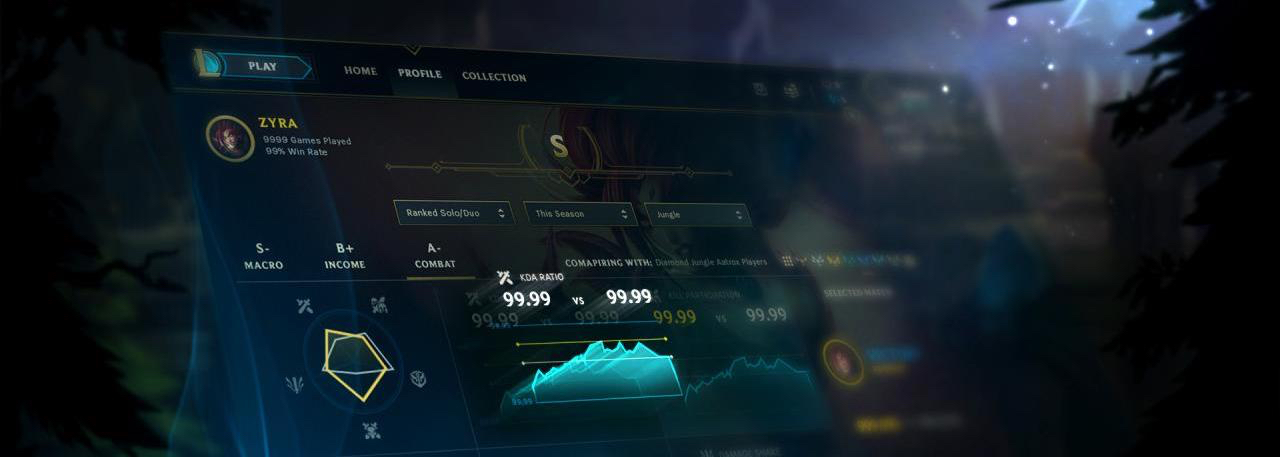 PLAY
HOME
PROFILE
COLLECTION
ZYRA
9999 Games Played
99% Win Rate
S
Ranked Solo/Duo
This Season
Jungle
S-
MACRO
B+
INCOME
A-
COMBAT
COMAPIRING WITH: Diamond Jungle Aatrox Players
KDA RATIO
99.99 vs 99.99
KILL PARTICIPATION
99.99 vs 99.99
99.99 vs 99.99
SELECTED MATCH
99.99
DAMAGE SHARE